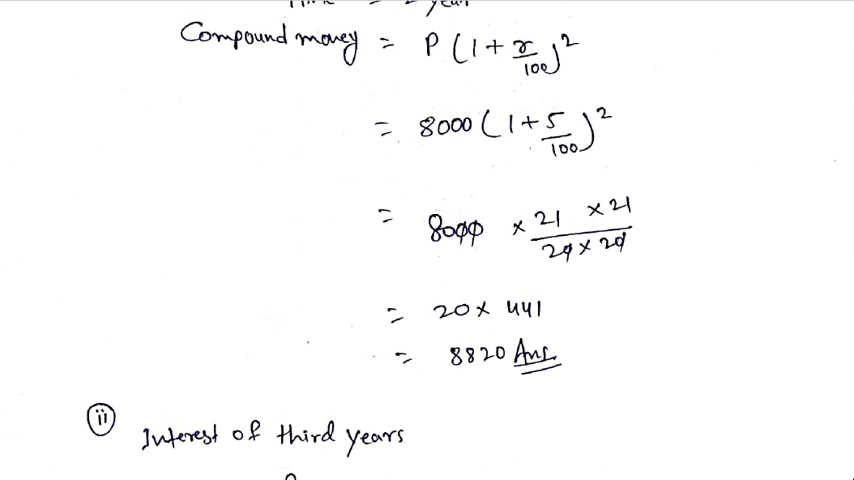 Compound money = P (1 + r/100)²
= 8000 (1 + 5/100)²
= 8000 × 21 × 21 / 20 × 20
= 20 × 441
= 8820 Ans.
(ii) Interest of third years